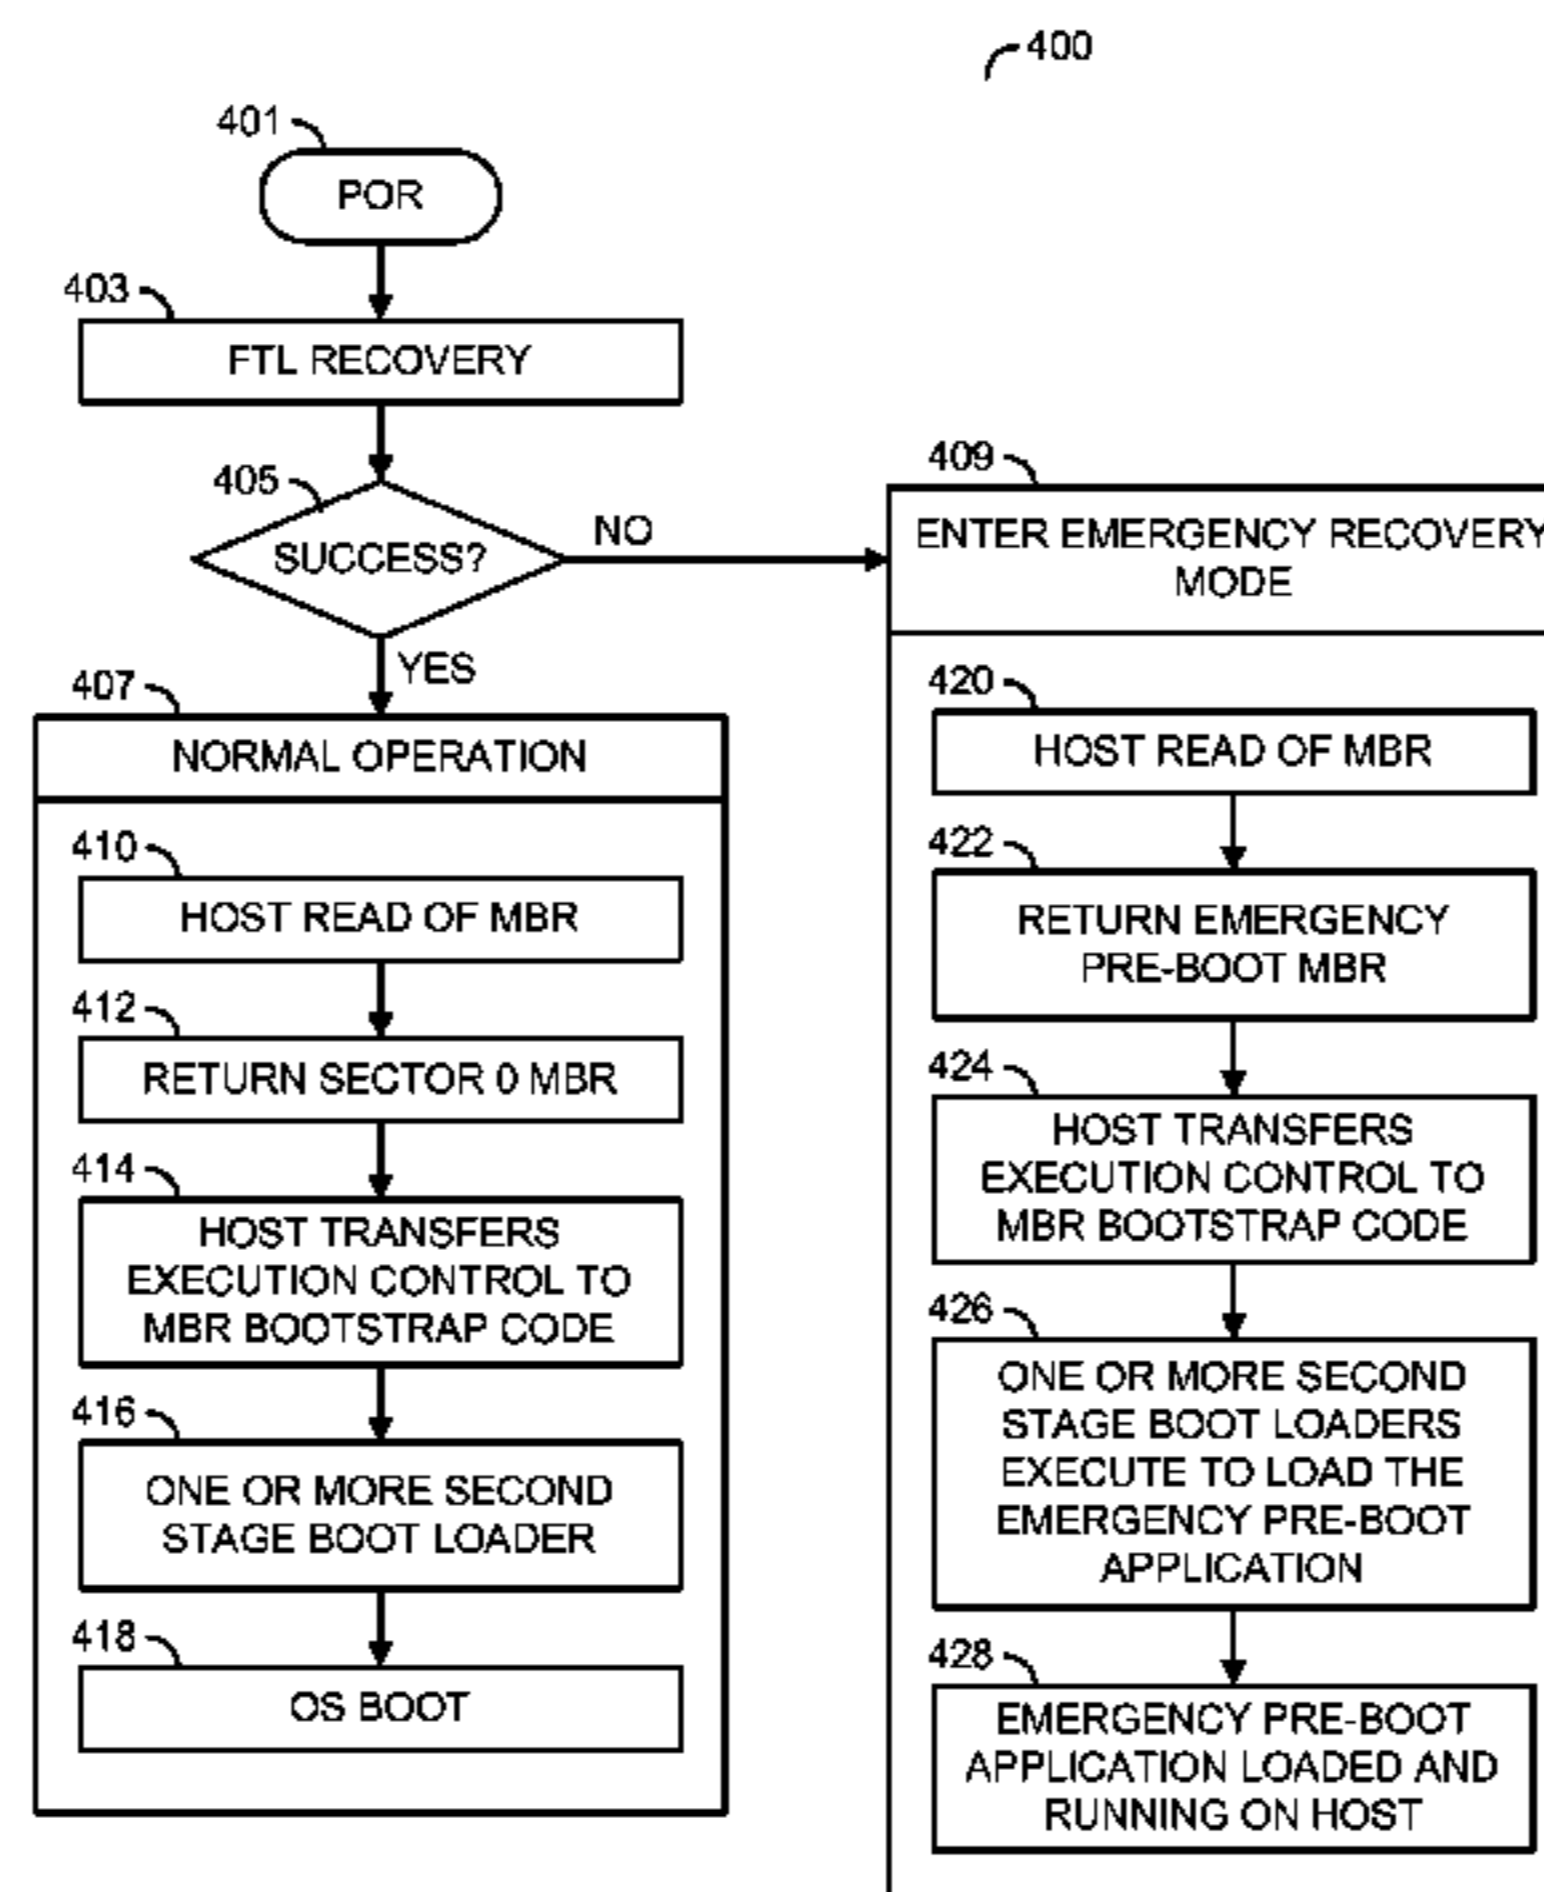 400
401
POR
403
FTL RECOVERY
405
SUCCESS?
NO
YES
407
NORMAL OPERATION
410
HOST READ OF MBR
412
RETURN SECTOR 0 MBR
414
HOST TRANSFERS
EXECUTION CONTROL TO
MBR BOOTSTRAP CODE
416
ONE OR MORE SECOND
STAGE BOOT LOADER
418
OS BOOT
409
ENTER EMERGENCY RECOVERY
MODE
420
HOST READ OF MBR
422
RETURN EMERGENCY
PRE-BOOT MBR
424
HOST TRANSFERS
EXECUTION CONTROL TO
MBR BOOTSTRAP CODE
426
ONE OR MORE SECOND
STAGE BOOT LOADERS
EXECUTE TO LOAD THE
EMERGENCY PRE-BOOT
APPLICATION
428
EMERGENCY PRE-BOOT
APPLICATION LOADED AND
RUNNING ON HOST